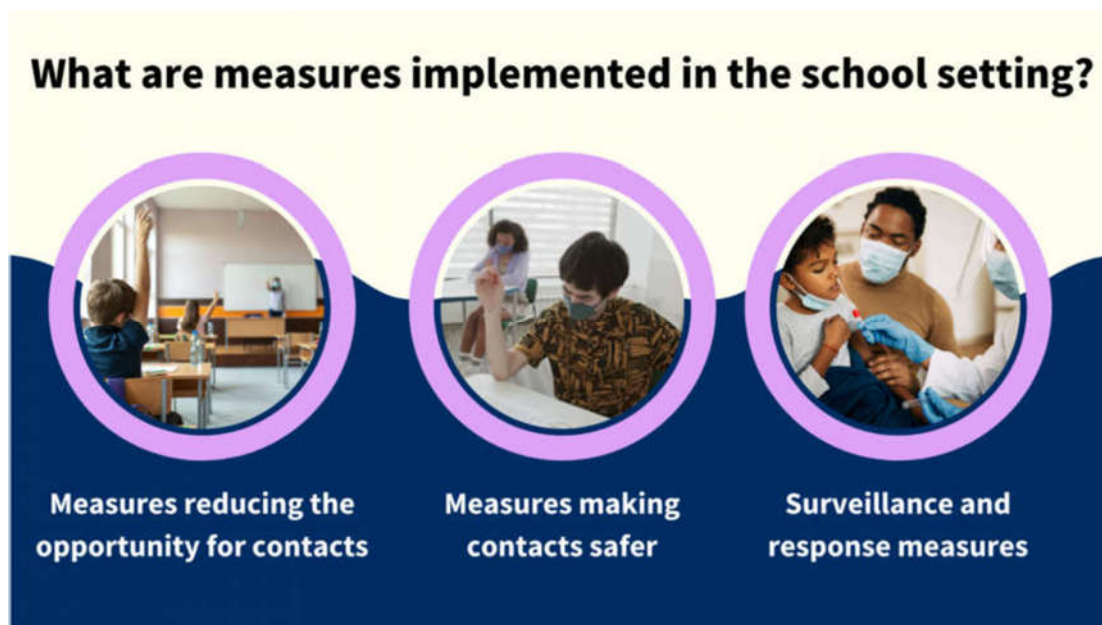 What are measures implemented in the school setting?
Measures reducing the
opportunity for contacts
Measures making
contacts safer
Surveillance and
response measures